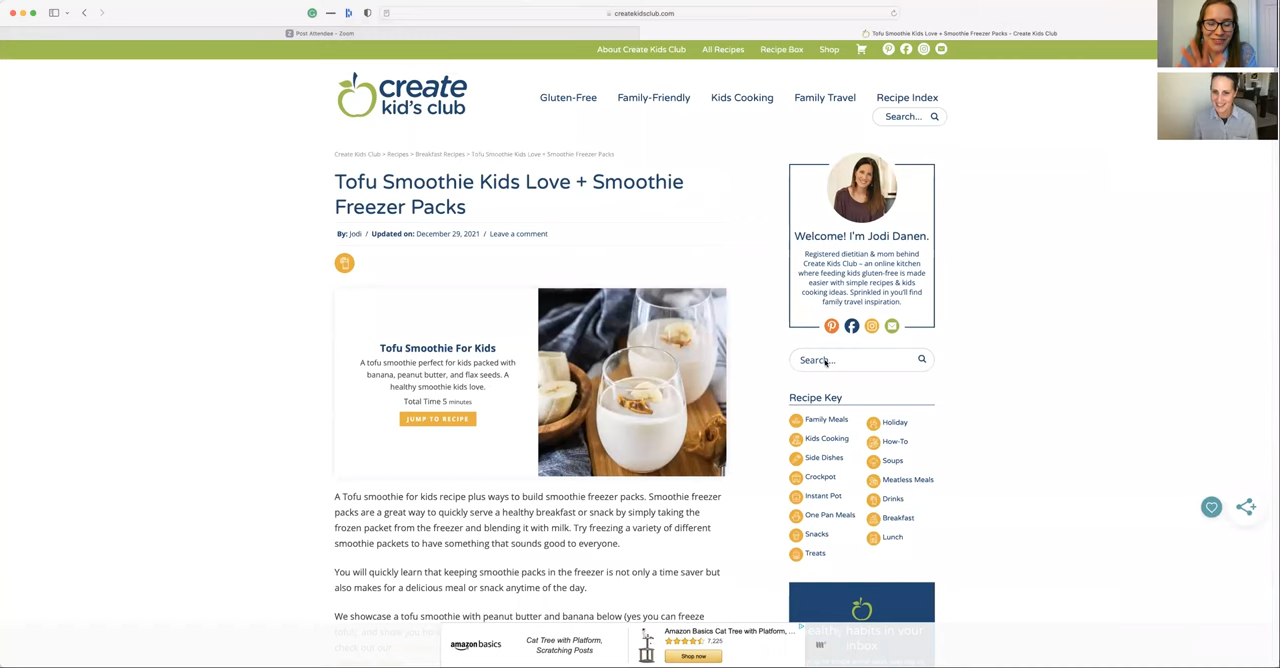 createkidsclub.com
Post Attendee - Zoom
Tofu Smoothie Kids Love + Smoothie Freezer Packs - Create Kids Club
About Create Kids Club
All Recipes
Recipe Box
Shop
create
kid's club
Gluten-Free
Family-Friendly
Kids Cooking
Family Travel
Recipe Index
Search...
Create Kids Club > Recipes > Breakfast Recipes > Tofu Smoothie Kids Love + Smoothie Freezer Packs
Tofu Smoothie Kids Love + Smoothie
Freezer Packs
By: Jodi / Updated on: December 29, 2021 / Leave a comment
Tofu Smoothie For Kids
A tofu smoothie perfect for kids packed with
banana, peanut butter, and flax seeds. A
healthy smoothie kids love.
Total Time 5 minutes
JUMP TO RECIPE
A Tofu smoothie for kids recipe plus ways to build smoothie freezer packs. Smoothie freezer
packs are a great way to quickly serve a healthy breakfast or snack by simply taking the
frozen packet from the freezer and blending it with milk. Try freezing a variety of different
smoothie packets to have something that sounds good to everyone.
You will quickly learn that keeping smoothie packs in the freezer is not only a time saver but
also makes for a delicious meal or snack anytime of the day.
We showcase a tofu smoothie with peanut butter and banana below (yes you can freeze
check out our
Welcome! I'm Jodi Danen.
Registered dietitian & mom behind
Create Kids Club – an online kitchen
where feeding kids gluten-free is made
easier with simple recipes & kids
cooking ideas. Sprinkled in you'll find
family travel inspiration.
Search...
Recipe Key
Family Meals
Kids Cooking
Side Dishes
Crockpot
Instant Pot
One Pan Meals
Snacks
Treats
Holiday
How-To
Soups
Meatless Meals
Drinks
Breakfast
Lunch
habits in your
inbox
amazonbasics
Cat Tree with Platform,
Scratching Posts
Amazon Basics Cat Tree with Platform, ...
7,225
Shop now